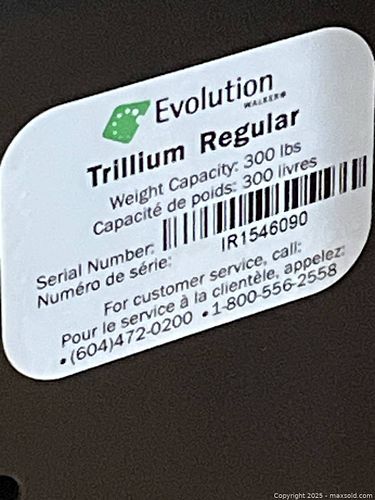 Evolution
WALKER®
Trillium Regular
Weight Capacity: 300 lbs
Capacité de poids: 300 livres
Serial Number:
Numéro de série:
IR1546090
For customer service, call:
Pour le service à la clientèle, appelez:
• (604)472-0200 • 1-800-556-2558
Copyright 2025 - maxsold.com